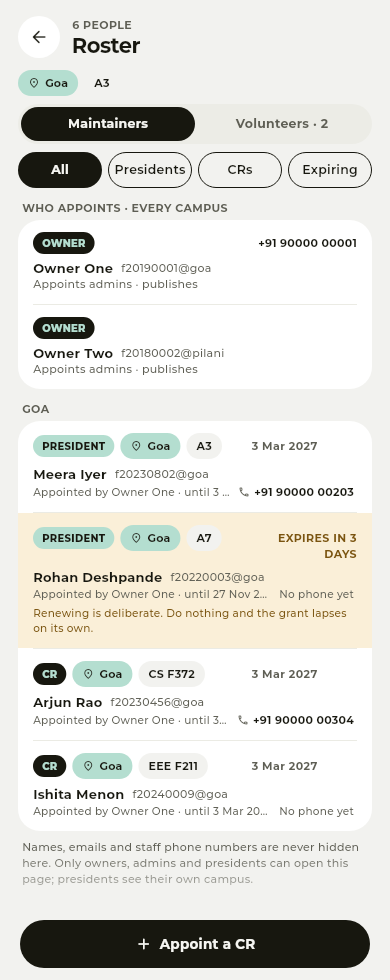 6 PEOPLE
Roster
Goa A3
Maintainers Volunteers · 2
All Presidents CRs Expiring
WHO APPOINTS · EVERY CAMPUS
OWNER +91 90000 00001
Owner One f20190001@goa
Appoints admins · publishes
OWNER
Owner Two f20180002@pilani
Appoints admins · publishes
GOA
PRESIDENT Goa A3 3 Mar 2027
Meera Iyer f20230802@goa
Appointed by Owner One · until 3 ... +91 90000 00203
PRESIDENT Goa A7 EXPIRES IN 3
DAYS
Rohan Deshpande f20220003@goa
Appointed by Owner One · until 27 Nov 2... No phone yet
Renewing is deliberate. Do nothing and the grant lapses
on its own.
CR Goa CS F372 3 Mar 2027
Arjun Rao f20230456@goa
Appointed by Owner One · until 3... +91 90000 00304
CR Goa EEE F211 3 Mar 2027
Ishita Menon f20240009@goa
Appointed by Owner One · until 3 Mar 20... No phone yet
Names, emails and staff phone numbers are never hidden
here. Only owners, admins and presidents can open this
page; presidents see their own campus.
+ Appoint a CR